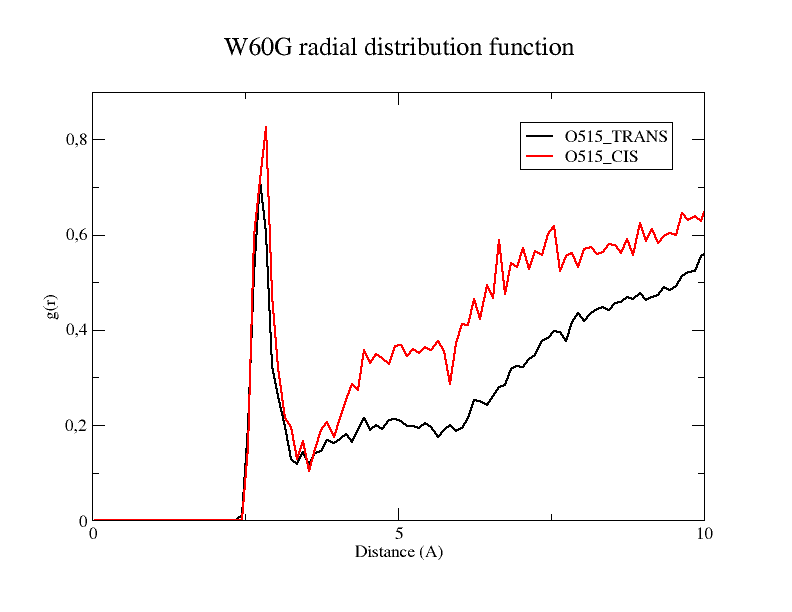 W60G radial distribution function
O515_TRANS
O515_CIS
g(r)
0,8
0,6
0,4
0,2
0
0
5
10
Distance (A)